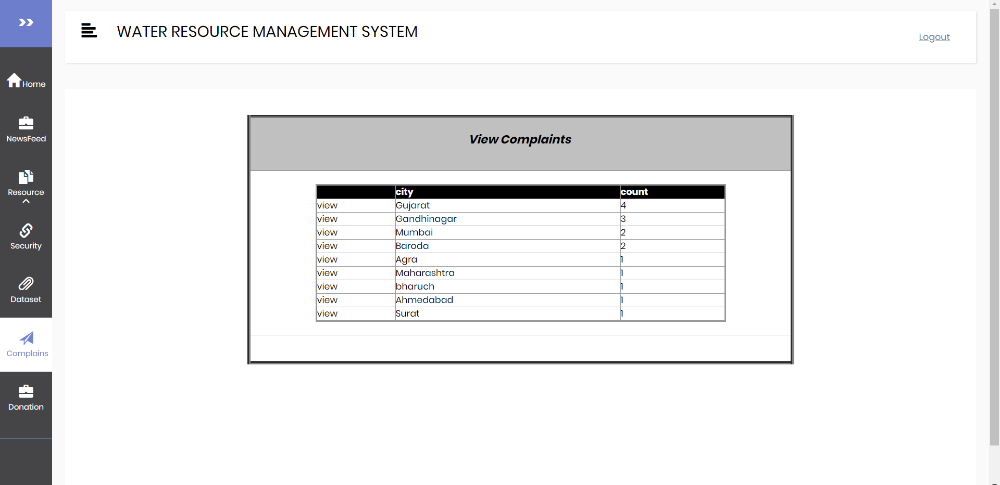 WATER RESOURCE MANAGEMENT SYSTEM
Logout
Home
NewsFeed
Resource
Security
Dataset
Complains
Donation
View Complaints
city count
view Gujarat 4
view Gandhinagar 3
view Mumbai 2
view Baroda 2
view Agra 1
view Maharashtra 1
view bharuch 1
view Ahmedabad 1
view Surat 1